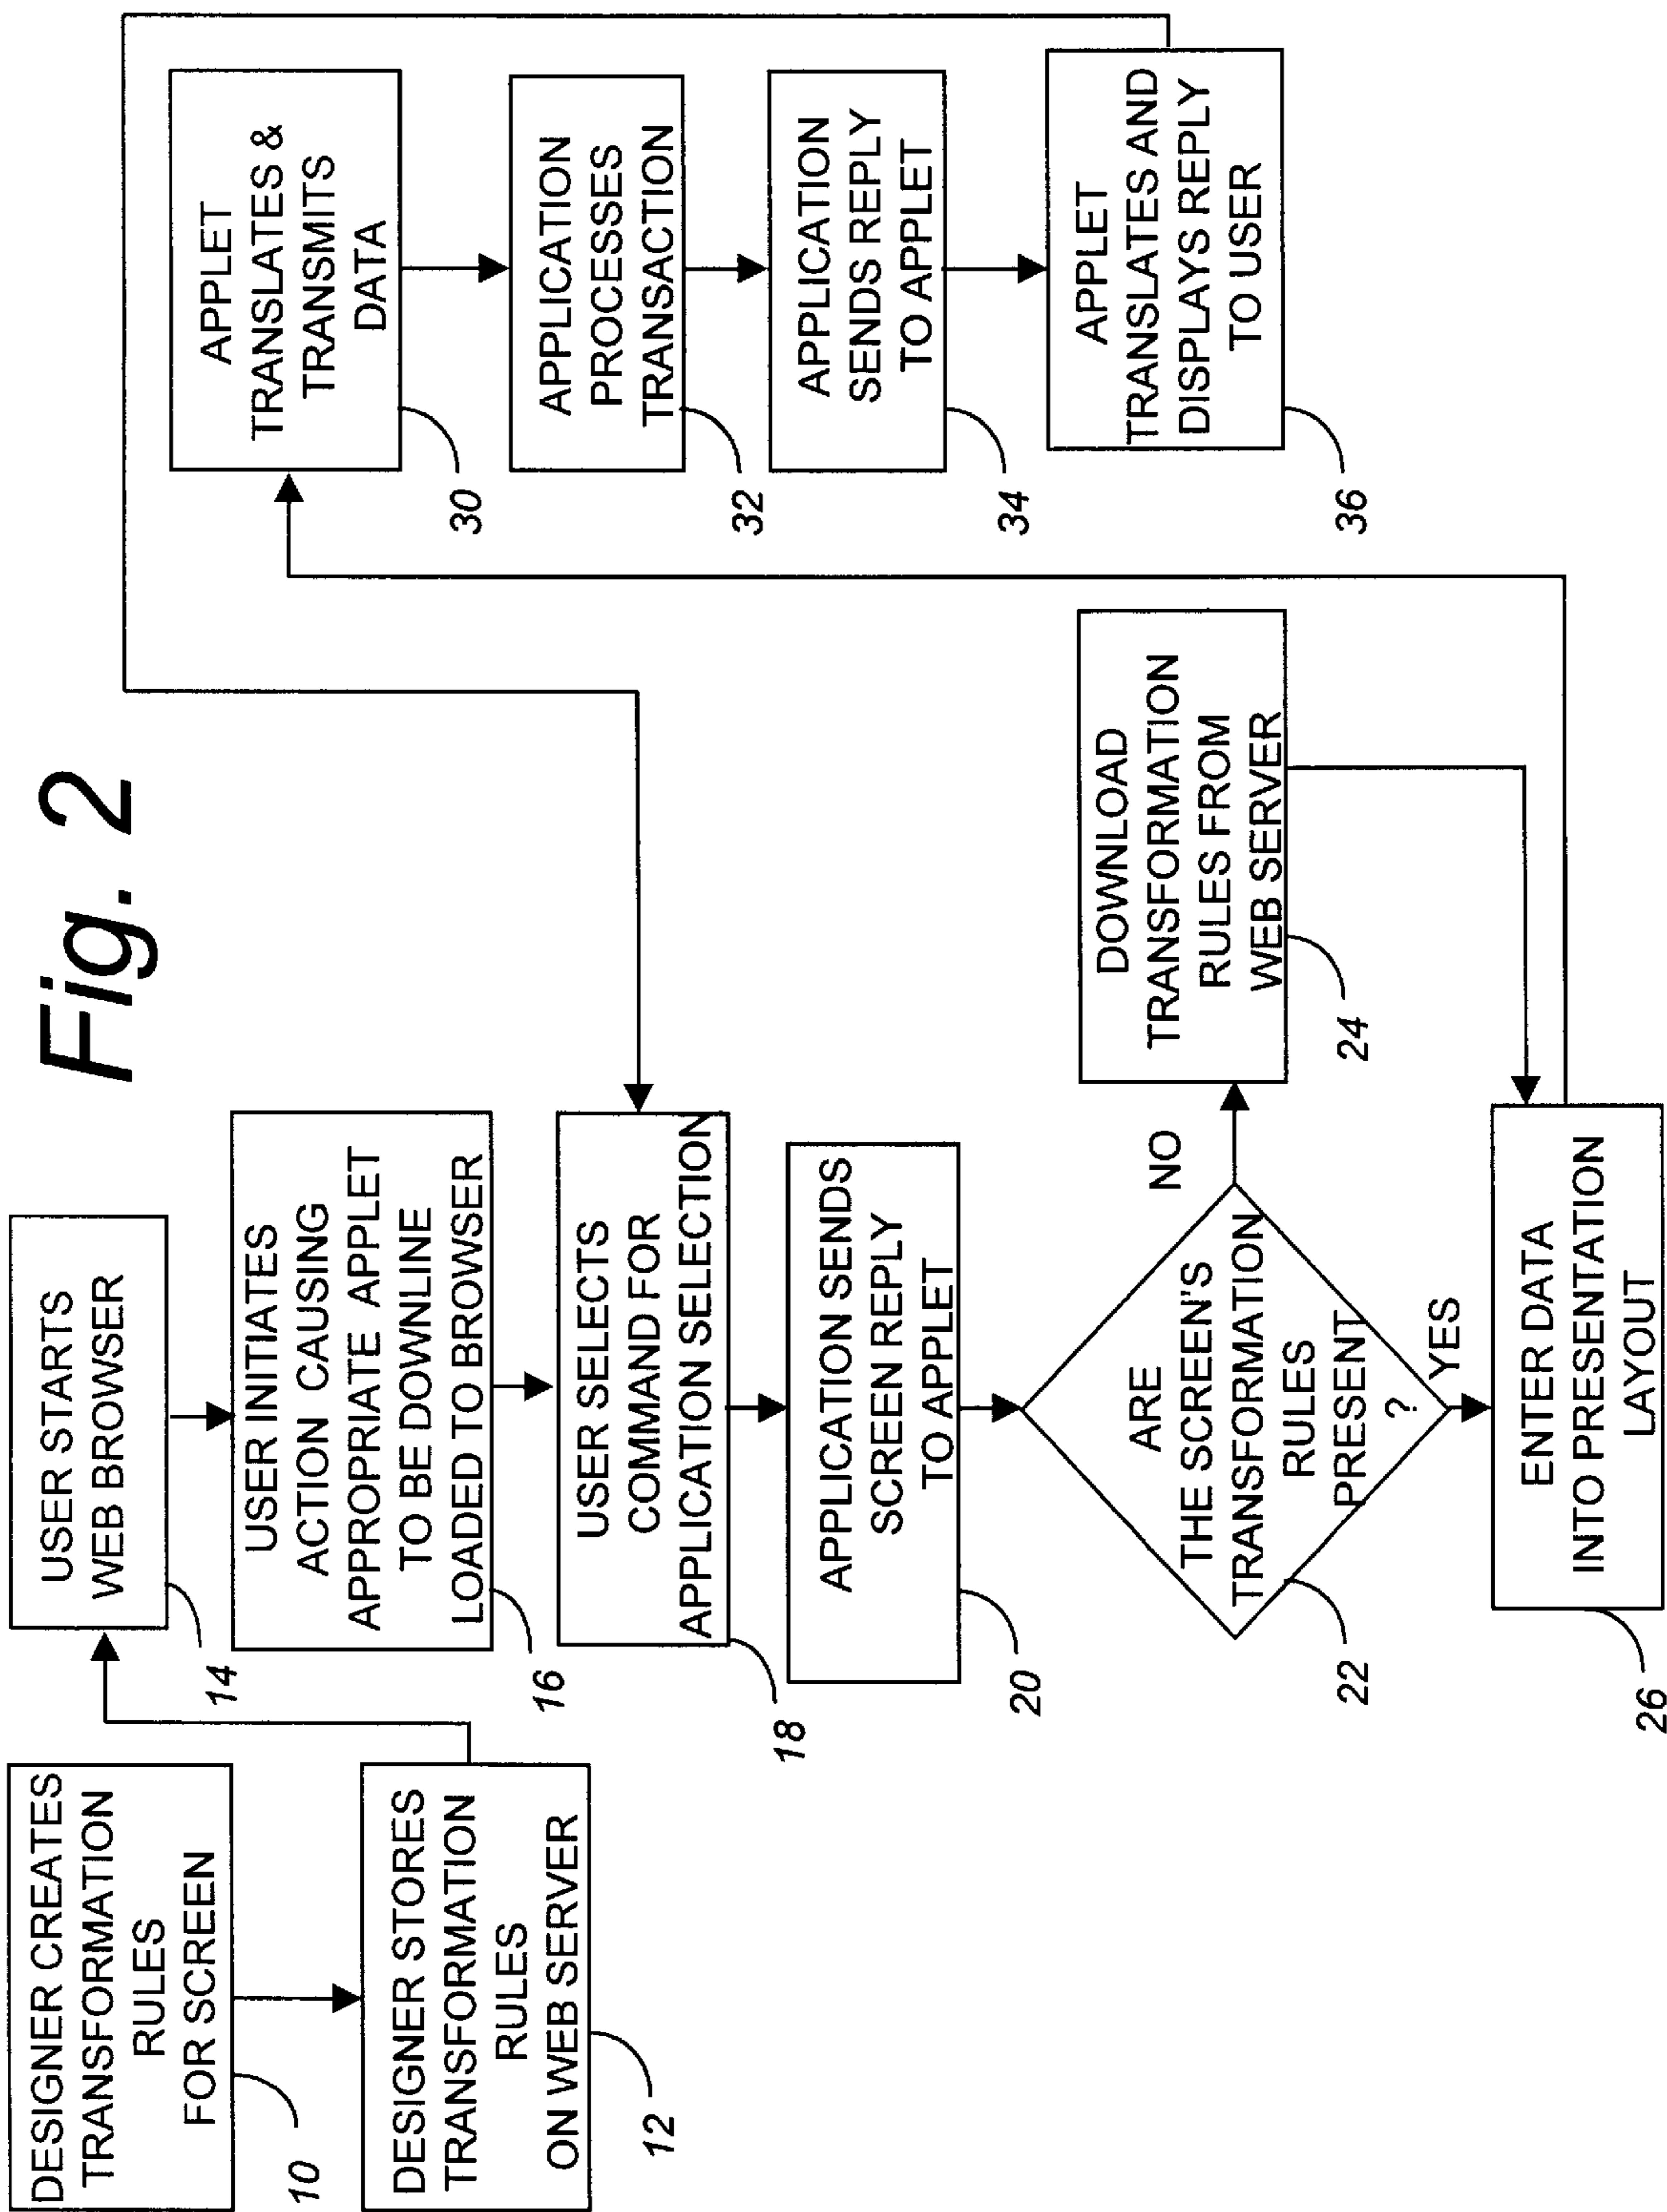 Fig. 2
DESIGNER CREATES
TRANSFORMATION
RULES
FOR SCREEN
10
DESIGNER STORES
TRANSFORMATION
RULES
ON WEB SERVER
12
USER STARTS
WEB BROWSER
14
USER INITIATES
ACTION CAUSING
APPROPRIATE APPLET
TO BE DOWNLINE
LOADED TO BROWSER
16
USER SELECTS
COMMAND FOR
APPLICATION SELECTION
18
APPLICATION SENDS
SCREEN REPLY
TO APPLET
20
ARE
THE SCREEN'S
TRANSFORMATION
RULES
PRESENT
?
22
NO
YES
DOWNLOAD
TRANSFORMATION
RULES FROM
WEB SERVER
24
ENTER DATA
INTO PRESENTATION
LAYOUT
26
APPLET
TRANSLATES &
TRANSMITS
DATA
30
APPLICATION
PROCESSES
TRANSACTION
32
APPLICATION
SENDS REPLY
TO APPLET
34
APPLET
TRANSLATES AND
DISPLAYS REPLY
TO USER
36